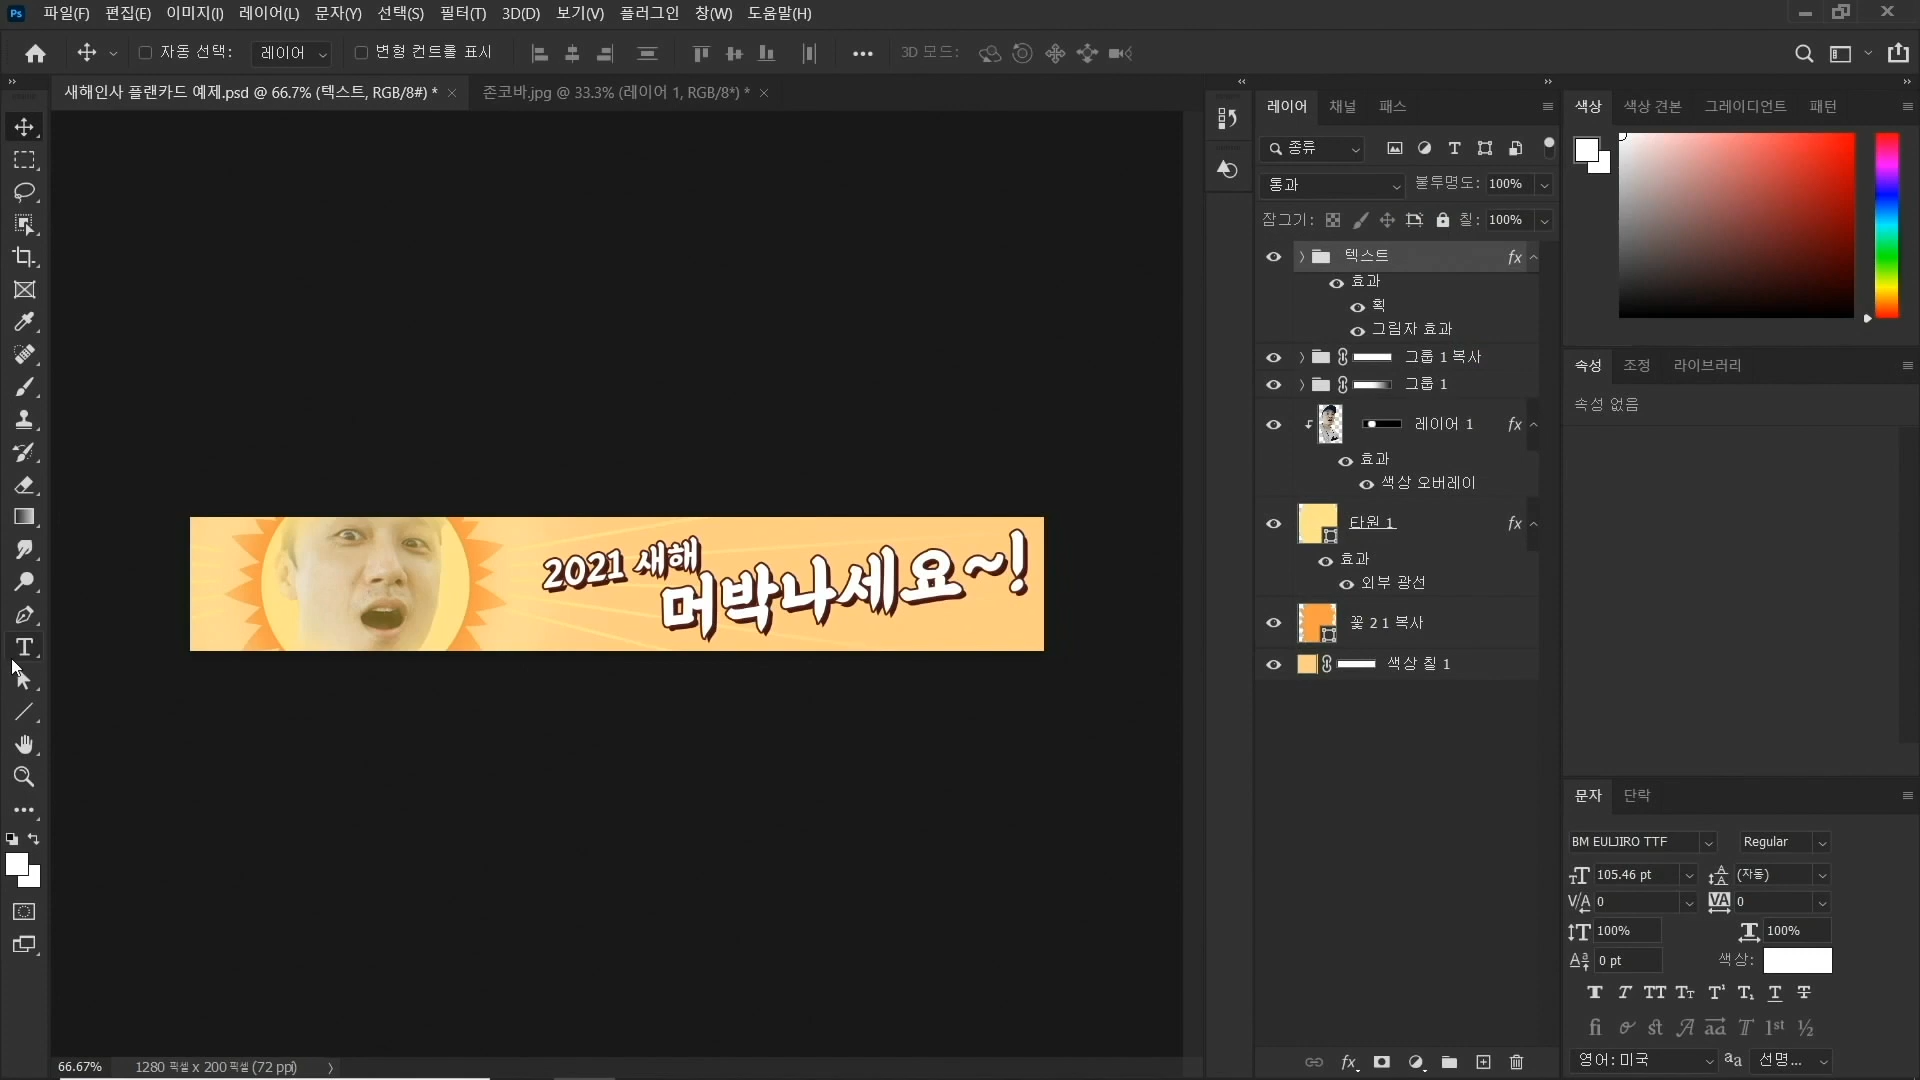 Ps 파일(F) 편집(E) 이미지(I) 레이어(L) 문자(Y) 선택(S) 필터(T) 3D(D) 보기(V) 플러그인 창(W) 도움말(H)
자동 선택: 레이어 변형 컨트롤 표시 3D 모드:
새해인사 플랜카드 예제.psd @ 66.7% (텍스트, RGB/8#) * 존코바.jpg @ 33.3% (레이어 1, RGB/8*) *
레이어 채널 패스
종류
통과 불투명도: 100%
잠그기: 칠: 100%
텍스트 fx
효과
획
그림자 효과
그룹 1 복사
그룹 1
레이어 1 fx
효과
색상 오버레이
타원 1 fx
효과
외부 광선
꽃 2 1 복사
색상 칠 1
2021 새해
머박나세요~!
색상 색상 견본 그레이디언트 패턴
속성 조정 라이브러리
속성 없음
문자 단락
BM EULJIRO TTF Regular
105.46 pt (자동)
0 0
100% 100%
0 pt 색상:
영어: 미국 aa 선명...
66.67% 1280 픽셀 x 200 픽셀 (72 ppi)